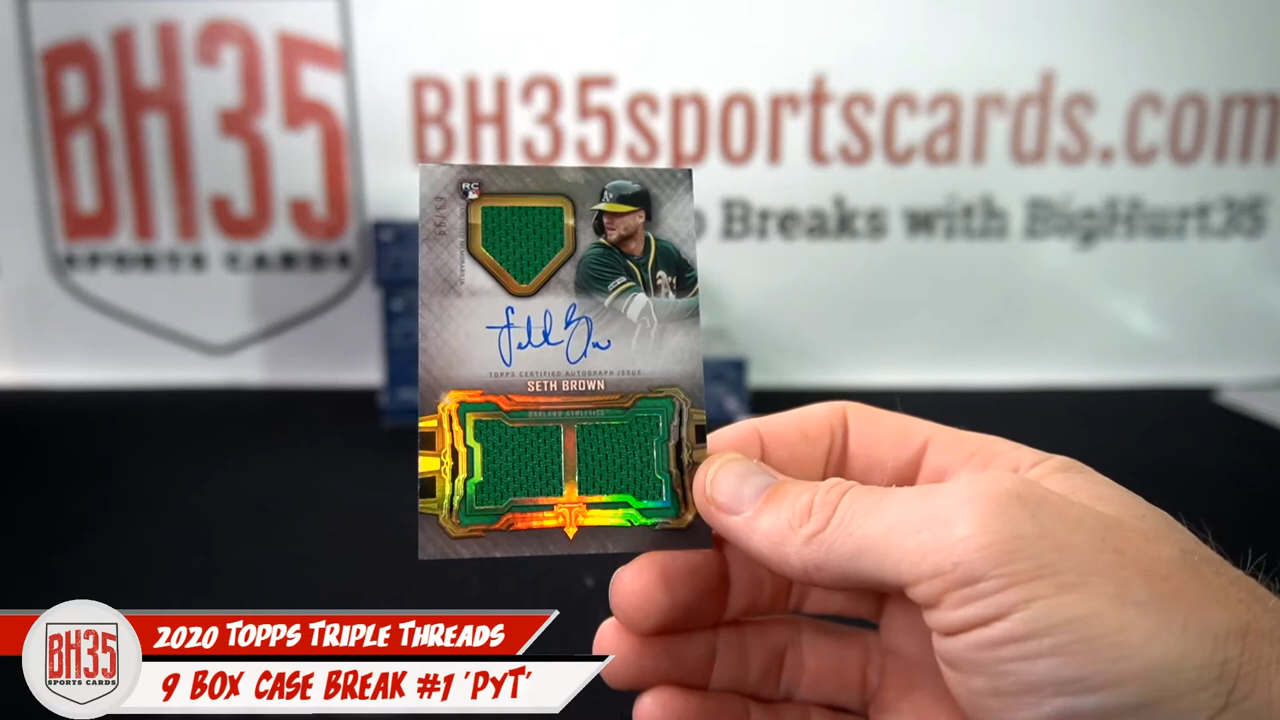 BH35
SPORTS CARDS
BH35sportscards.com
Breaks with BigHurt35
RC
TOPPS CERTIFIED AUTOGRAPH ISSUE
SETH BROWN
OAKLAND ATHLETICS
BH35
SPORTS CARDS
2020 TOPPS TRIPLE THREADS
9 BOX CASE BREAK #1 'PYT'